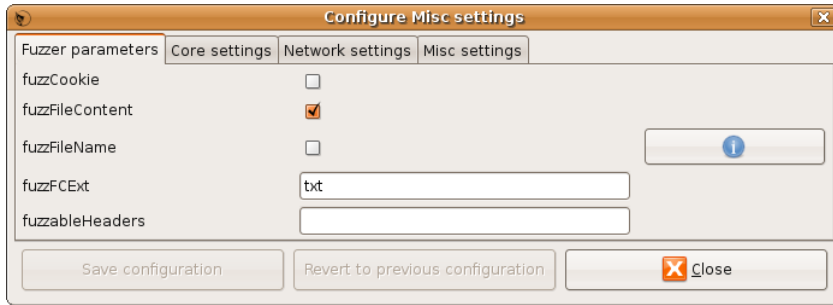 Configure Misc settings
Fuzzer parameters Core settings Network settings Misc settings
fuzzCookie
fuzzFileContent
fuzzFileName
fuzzFCExt txt
fuzzableHeaders
Save configuration Revert to previous configuration Close